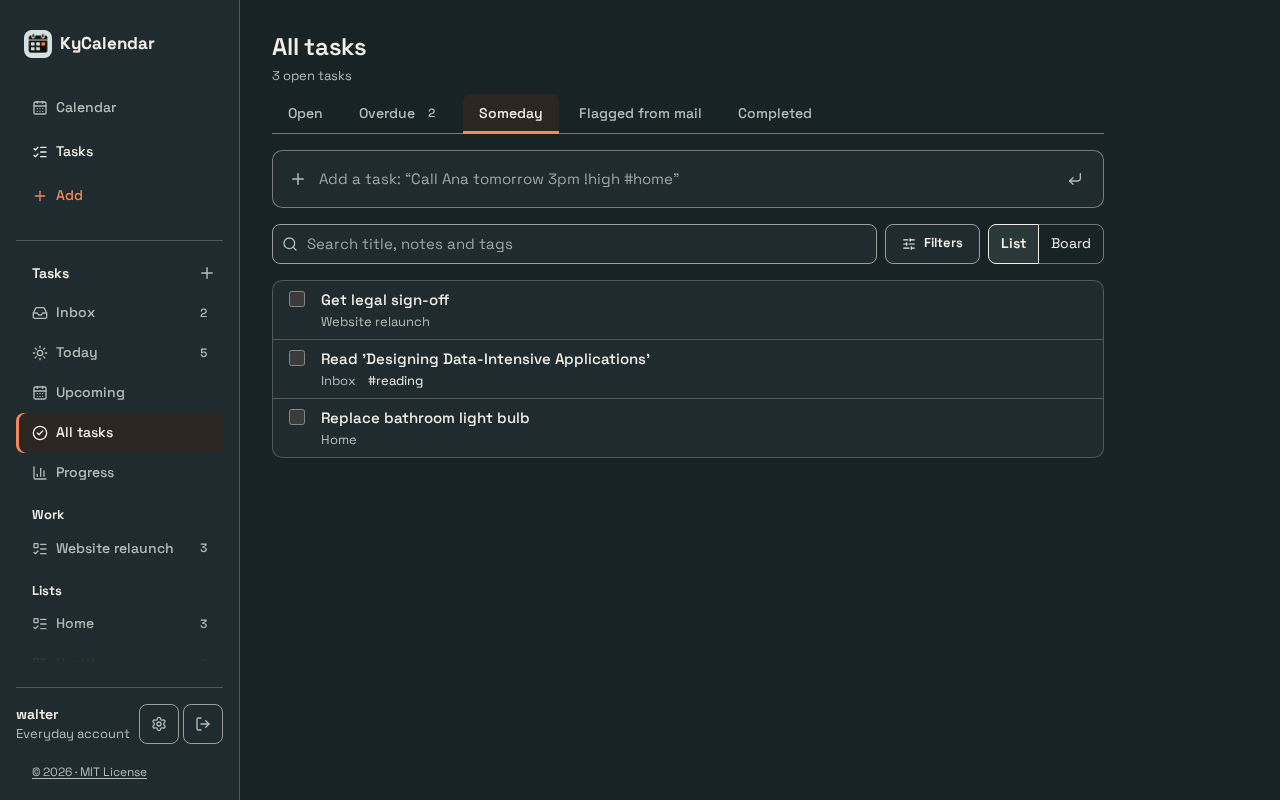 KyCalendar
Calendar
Tasks
Add
Tasks
Inbox 2
Today 5
Upcoming
All tasks
Progress
Work
Website relaunch 3
Lists
Home 3
walter
Everyday account
© 2026 · MIT License
All tasks
3 open tasks
Open Overdue 2 Someday Flagged from mail Completed
Add a task: “Call Ana tomorrow 3pm !high #home”
Search title, notes and tags Filters List Board
Get legal sign-off
Website relaunch
Read 'Designing Data-Intensive Applications'
Inbox #reading
Replace bathroom light bulb
Home